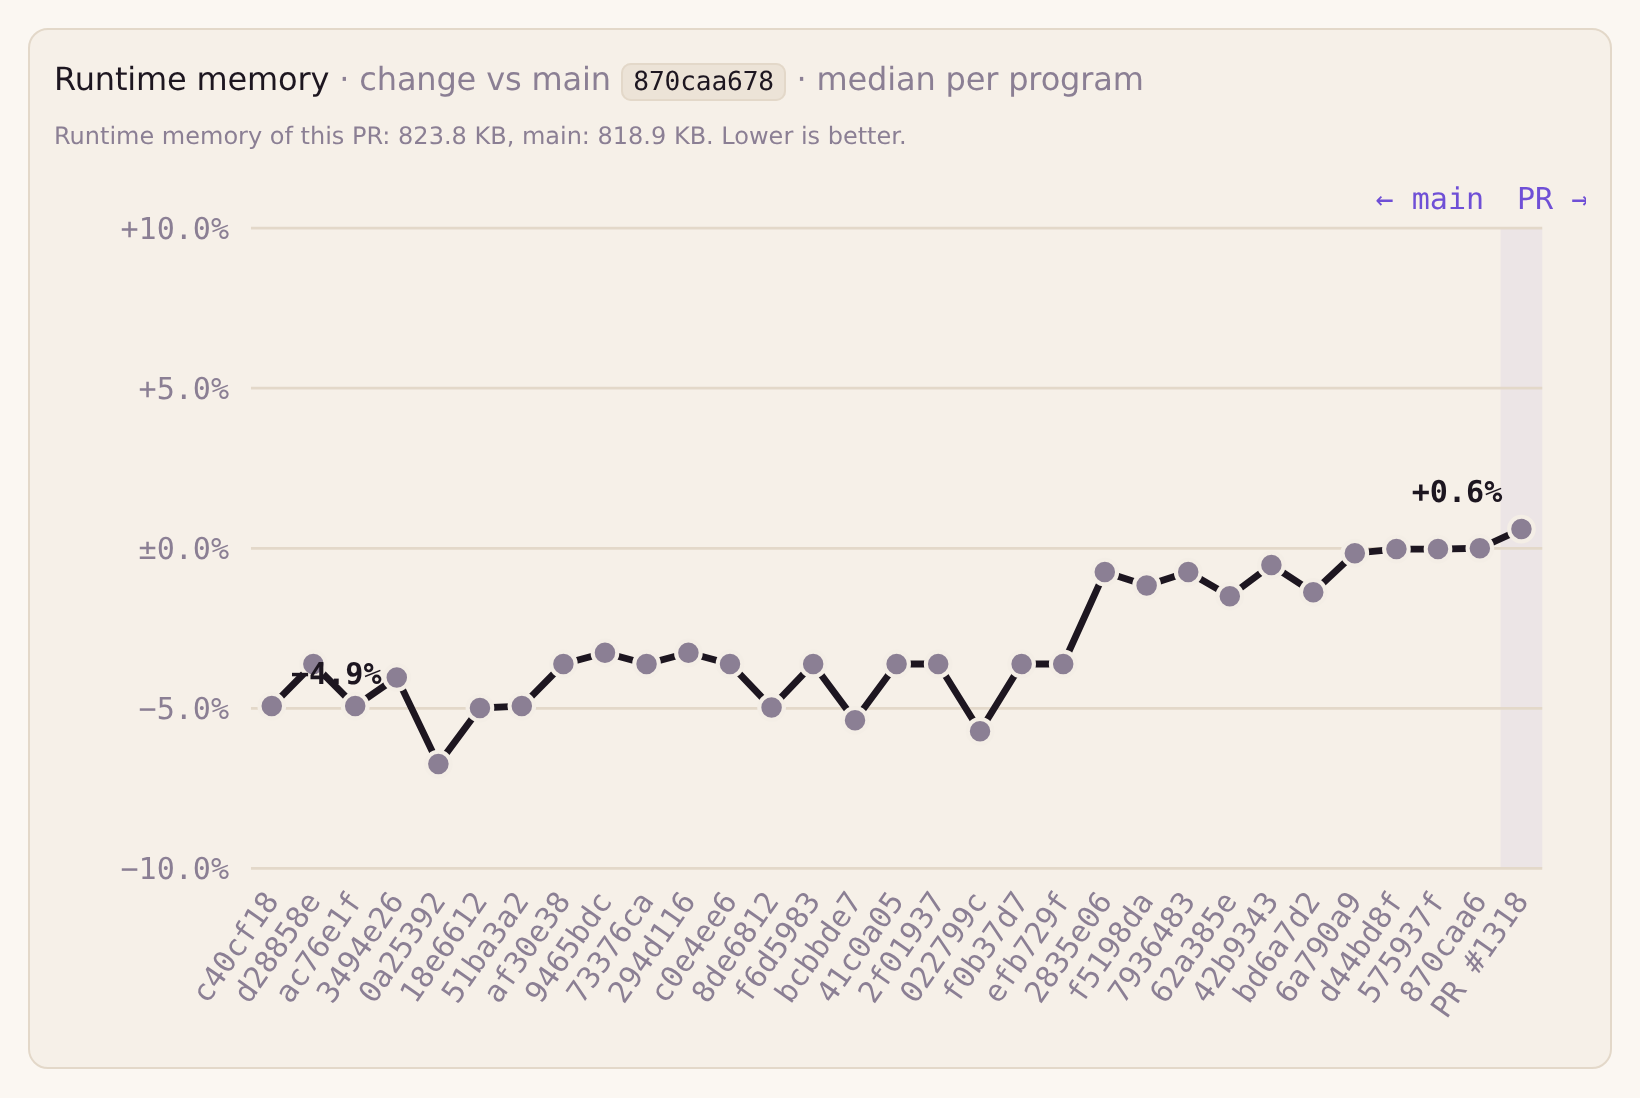 Runtime memory · change vs main 870caa678 · median per program
Runtime memory of this PR: 823.8 KB, main: 818.9 KB. Lower is better.
← main PR →
+10.0%
+5.0%
+0.6%
±0.0%
−4.9%
−5.0%
−10.0%
c40cf18
d28858e
ac76e1f
3494e26
0a25392
18e6612
51ba3a2
af30e38
9465bdc
73376ca
294d116
c0e4ee6
8de6812
f6d5983
bcbbde7
41c0a05
2f01937
022799c
f0b37d7
efb729f
2835e06
f5198da
7936483
62a385e
42b9343
bd6a7d2
6a790a9
d44bd8f
575937f
870caa6
PR #1318